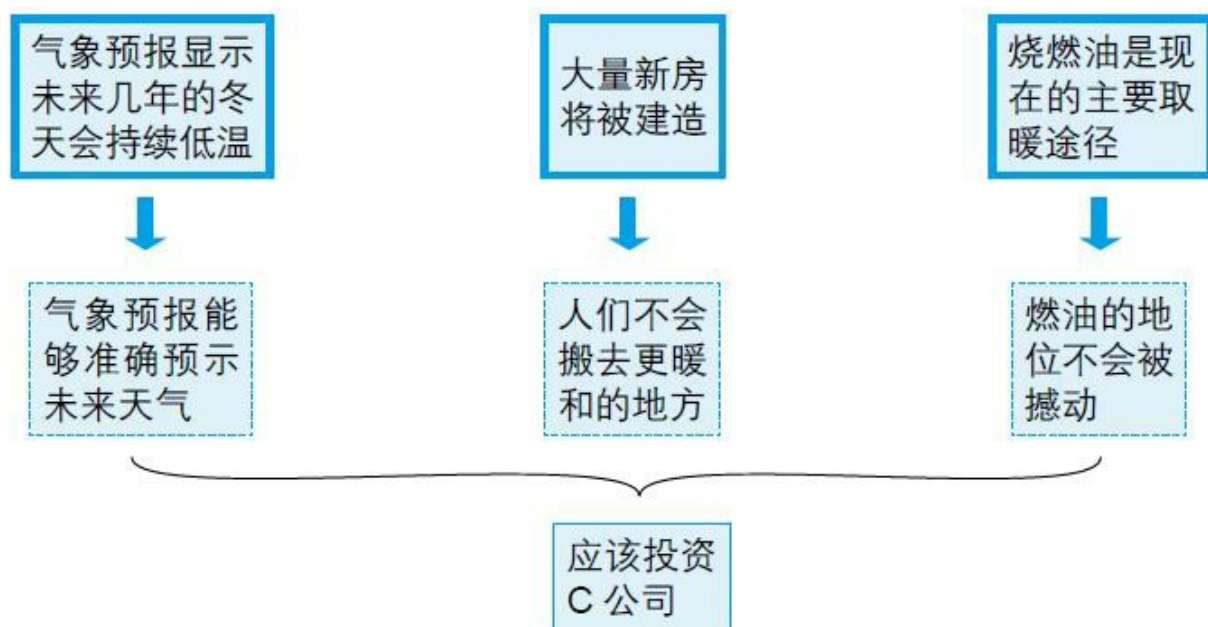 气象预报显示
未来几年的冬
天会持续低温
大量新房
将被建造
烧燃油是现
在的主要取
暖途径
气象预报能
够准确预示
未来天气
人们不会
搬去更暖
和的地方
燃油的地
位不会被
撼动
应该投资
C 公司